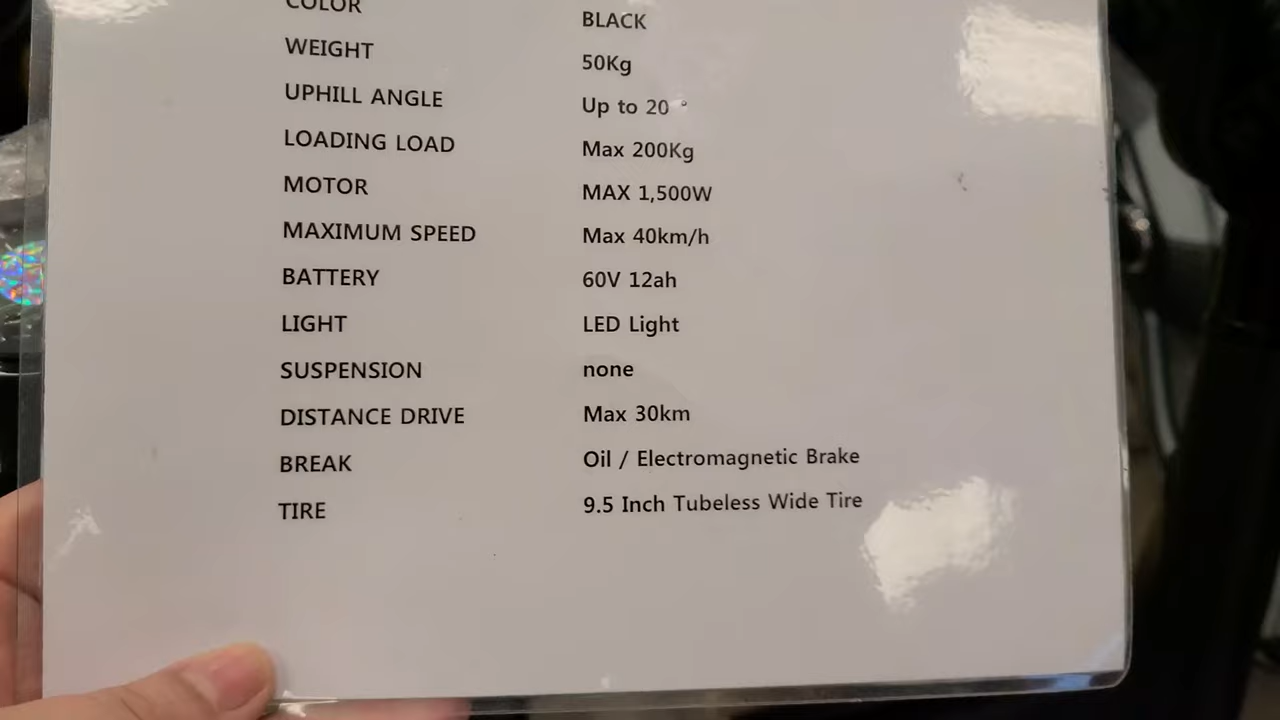 COLOR BLACK
WEIGHT 50Kg
UPHILL ANGLE Up to 20 °
LOADING LOAD Max 200Kg
MOTOR MAX 1,500W
MAXIMUM SPEED Max 40km/h
BATTERY 60V 12ah
LIGHT LED Light
SUSPENSION none
DISTANCE DRIVE Max 30km
BREAK Oil / Electromagnetic Brake
TIRE 9.5 Inch Tubeless Wide Tire